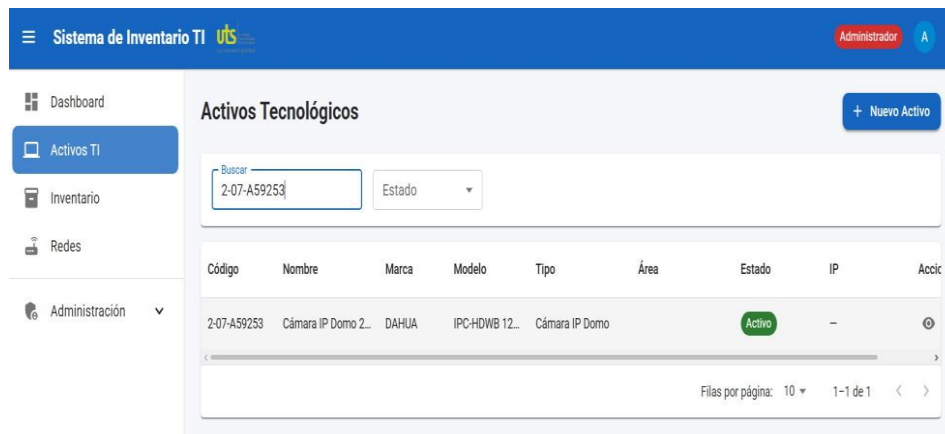 Sistema de Inventario TI uts
Administrador A
Dashboard
Activos TI
Inventario
Redes
Administración
Activos Tecnológicos
+ Nuevo Activo
Buscar
2-07-A59253
Estado
Código Nombre Marca Modelo Tipo Área Estado IP Accic
2-07-A59253 Cámara IP Domo 2... DAHUA IPC-HDWB 12... Cámara IP Domo Activo –
Filas por página: 10 1–1 de 1